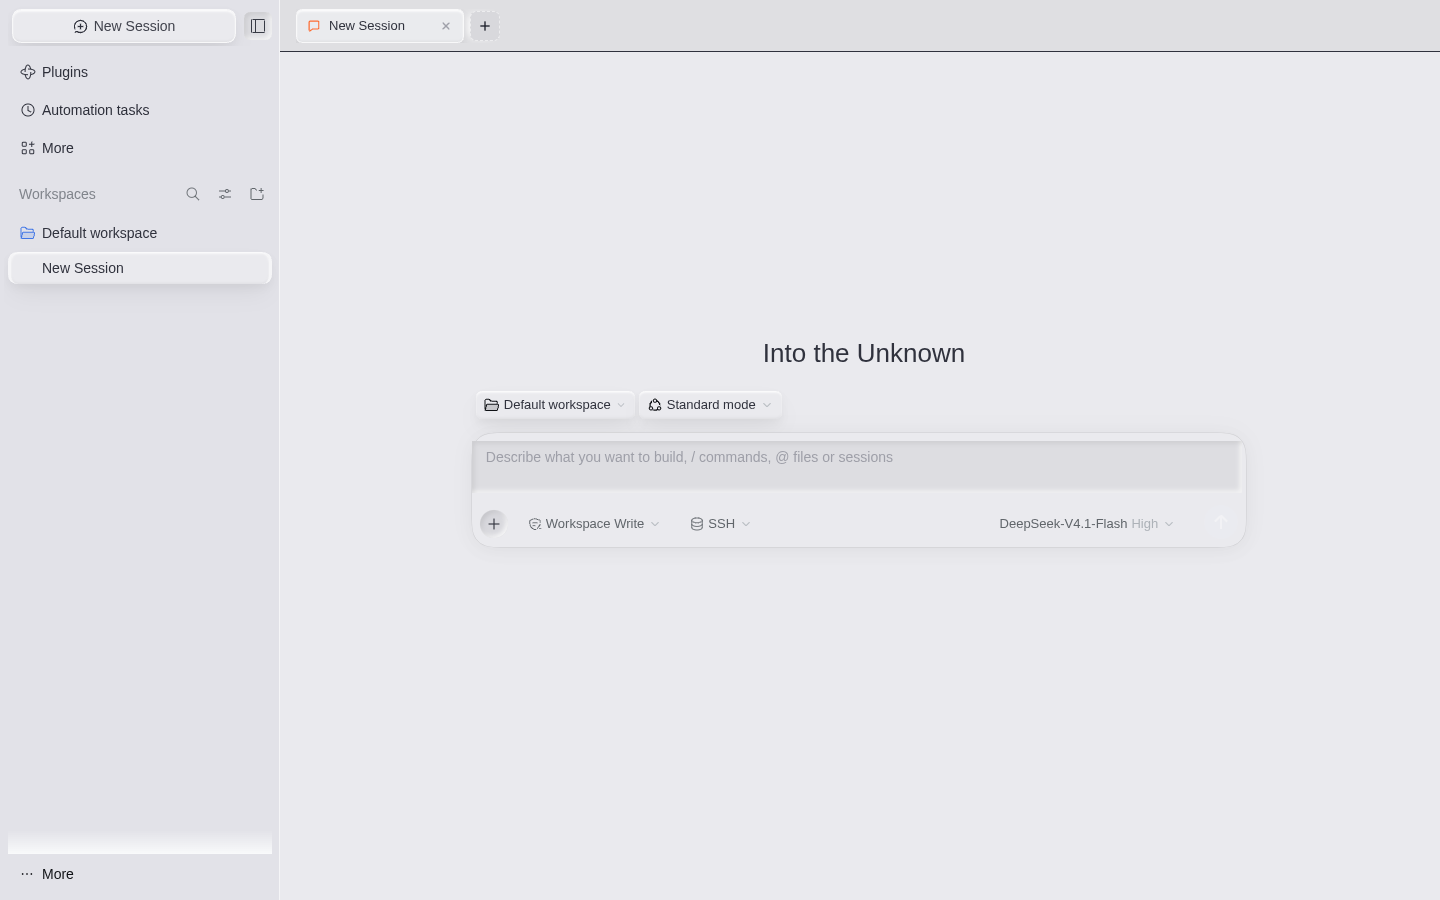 New Session
New Session
Plugins
Automation tasks
More
Workspaces
Default workspace
New Session
Into the Unknown
Default workspace
Standard mode
Describe what you want to build, / commands, @ files or sessions
Workspace Write
SSH
DeepSeek-V4.1-Flash High
More